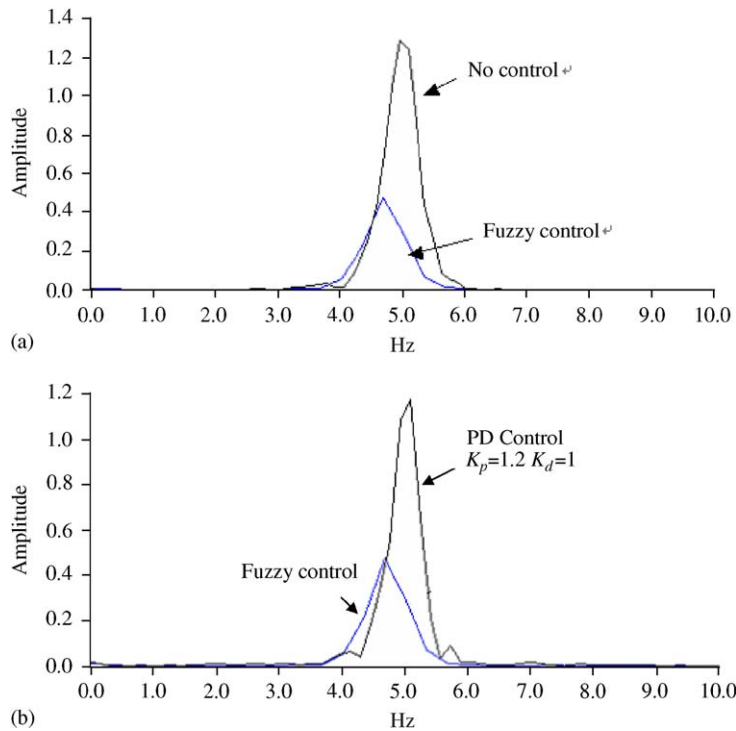 1.4
1.2
1.0
0.8
0.6
0.4
0.2
0.0
Amplitude
No control↵
Fuzzy control↵
0.0 1.0 2.0 3.0 4.0 5.0 6.0 7.0 8.0 9.0 10.0
(a)
Hz
1.2
1.0
0.8
0.6
0.4
0.2
0.0
Amplitude
PD Control
Kp=1.2 Kd=1
Fuzzy control
0.0 1.0 2.0 3.0 4.0 5.0 6.0 7.0 8.0 9.0 10.0
(b)
Hz